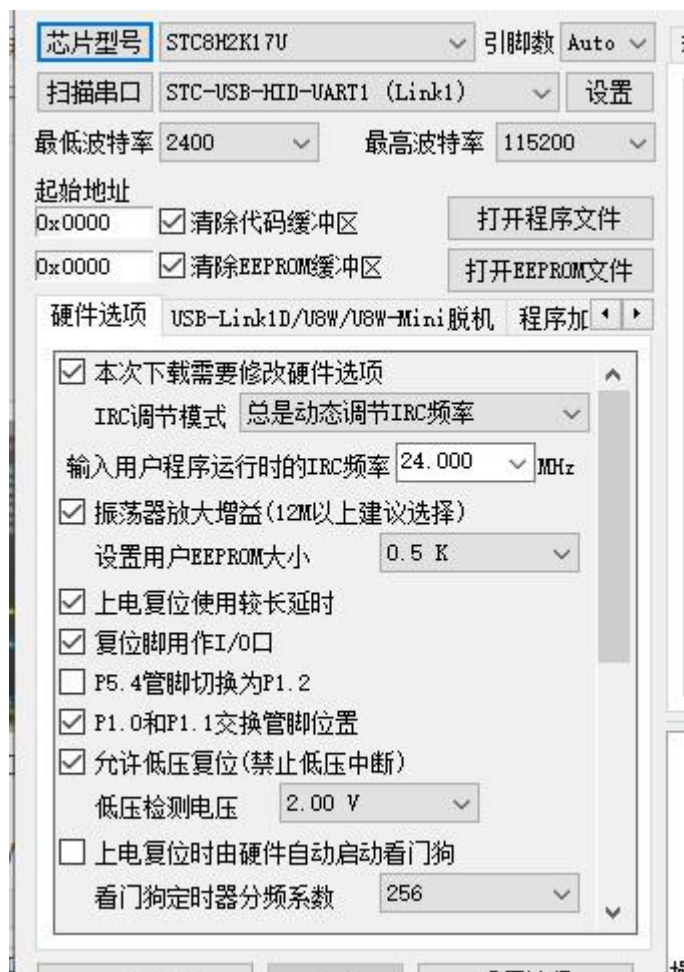 芯片型号 STC8H2K17U 引脚数 Auto
扫描串口 STC-USB-HID-UART1 (Link1) 设置
最低波特率 2400 最高波特率 115200
起始地址
0x0000 清除代码缓冲区 打开程序文件
0x0000 清除EEPROM缓冲区 打开EEPROM文件
硬件选项 USB-Link1D/U8W/U8W-Mini脱机 程序加
本次下载需要修改硬件选项
IRC调节模式 总是动态调节IRC频率
输入用户程序运行时的IRC频率 24.000 MHz
振荡器放大增益(12M以上建议选择)
设置用户EEPROM大小 0.5 K
上电复位使用较长延时
复位脚用作I/O口
P5.4管脚切换为P1.2
P1.0和P1.1交换管脚位置
允许低压复位(禁止低压中断)
低压检测电压 2.00 V
上电复位时由硬件自动启动看门狗
看门狗定时器分频系数 256